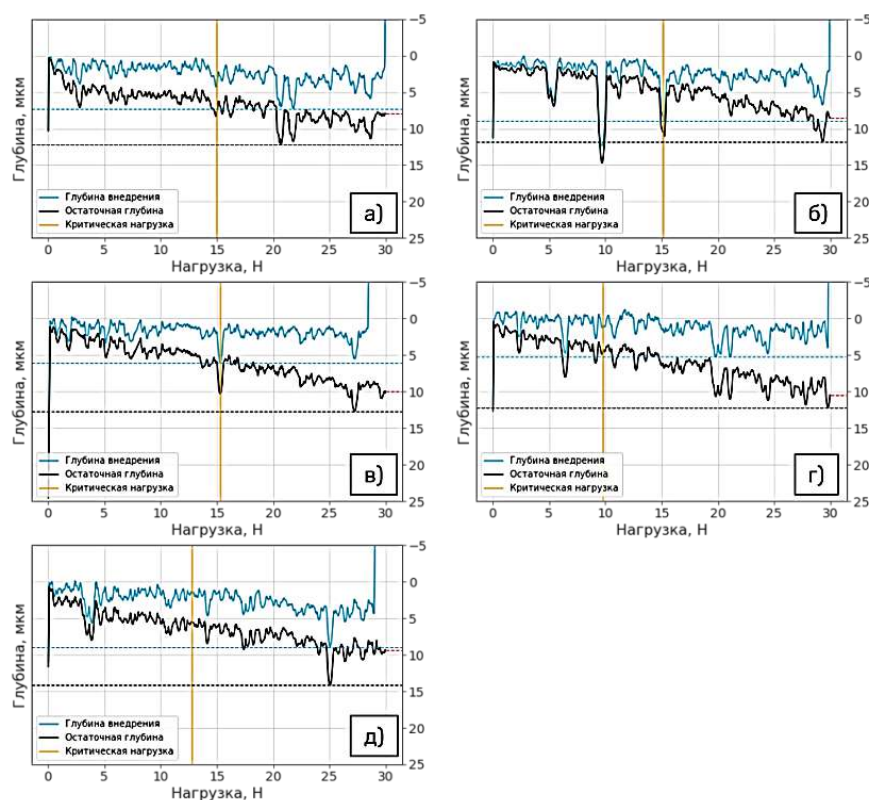 −5
0
5
10
15
20
25
Глубина, мкм
0 5 10 15 20 25 30
Нагрузка, Н
Глубина внедрения
Остаточная глубина
Критическая нагрузка
а)
−5
0
5
10
15
20
25
Глубина, мкм
0 5 10 15 20 25 30
Нагрузка, Н
Глубина внедрения
Остаточная глубина
Критическая нагрузка
б)
−5
0
5
10
15
20
25
Глубина, мкм
0 5 10 15 20 25 30
Нагрузка, Н
Глубина внедрения
Остаточная глубина
Критическая нагрузка
в)
−5
0
5
10
15
20
25
Глубина, мкм
0 5 10 15 20 25 30
Нагрузка, Н
Глубина внедрения
Остаточная глубина
Критическая нагрузка
г)
−5
0
5
10
15
20
25
Глубина, мкм
0 5 10 15 20 25 30
Нагрузка, Н
Глубина внедрения
Остаточная глубина
Критическая нагрузка
д)